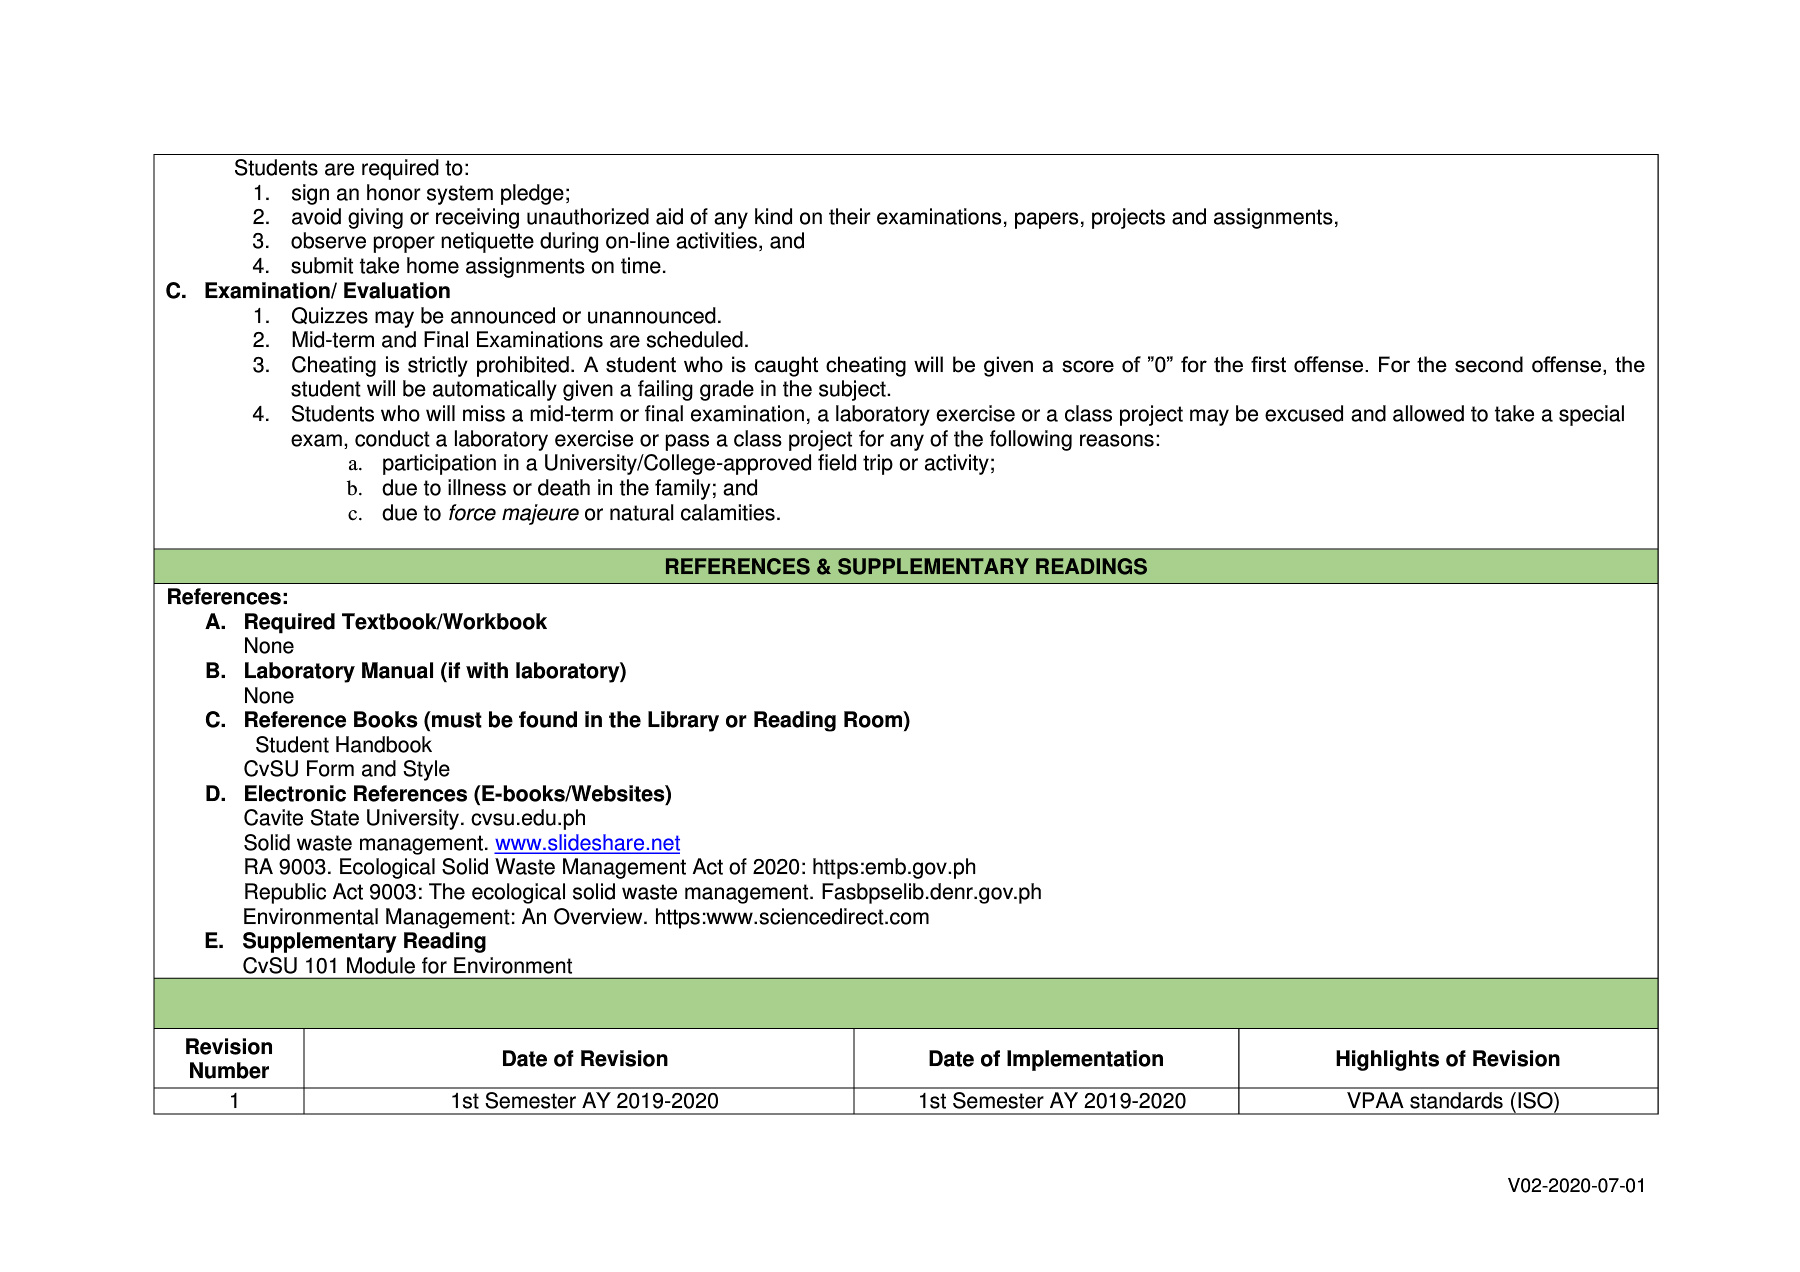 Students are required to:
1. sign an honor system pledge;
2. avoid giving or receiving unauthorized aid of any kind on their examinations, papers, projects and assignments,
3. observe proper netiquette during on-line activities, and
4. submit take home assignments on time.
C. Examination/ Evaluation
1. Quizzes may be announced or unannounced.
2. Mid-term and Final Examinations are scheduled.
3. Cheating is strictly prohibited. A student who is caught cheating will be given a score of ”0” for the first offense. For the second offense, the
student will be automatically given a failing grade in the subject.
4. Students who will miss a mid-term or final examination, a laboratory exercise or a class project may be excused and allowed to take a special
exam, conduct a laboratory exercise or pass a class project for any of the following reasons:
a. participation in a University/College-approved field trip or activity;
b. due to illness or death in the family; and
c. due to force majeure or natural calamities.
REFERENCES & SUPPLEMENTARY READINGS
References:
A. Required Textbook/Workbook
None
B. Laboratory Manual (if with laboratory)
None
C. Reference Books (must be found in the Library or Reading Room)
Student Handbook
CvSU Form and Style
D. Electronic References (E-books/Websites)
Cavite State University. cvsu.edu.ph
Solid waste management. www.slideshare.net
RA 9003. Ecological Solid Waste Management Act of 2020: https:emb.gov.ph
Republic Act 9003: The ecological solid waste management. Fasbpselib.denr.gov.ph
Environmental Management: An Overview. https:www.sciencedirect.com
E. Supplementary Reading
CvSU 101 Module for Environment
Revision Number
Date of Revision
Date of Implementation
Highlights of Revision
1
1st Semester AY 2019-2020
1st Semester AY 2019-2020
VPAA standards (ISO)
V02-2020-07-01